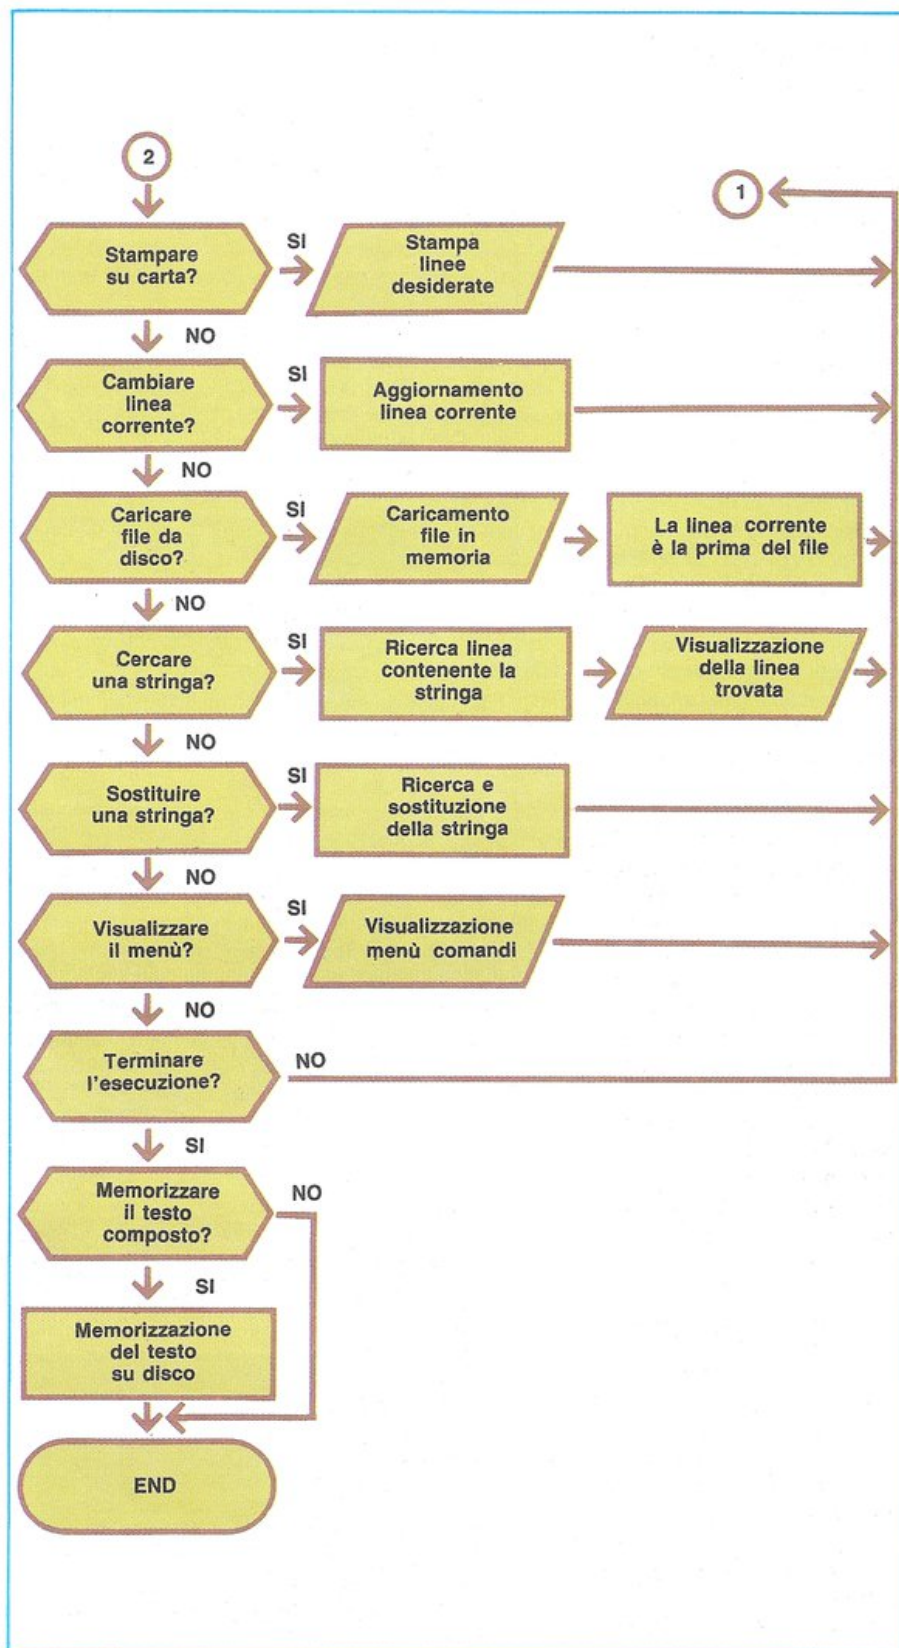 2
1
Stampare
su carta?
SI
Stampa
linee
desiderate
NO
Cambiare
linea
corrente?
SI
Aggiornamento
linea corrente
NO
Caricare
file da
disco?
SI
Caricamento
file in
memoria
La linea corrente
è la prima del file
NO
Cercare
una stringa?
SI
Ricerca linea
contenente la
stringa
Visualizzazione
della linea
trovata
NO
Sostituire
una stringa?
SI
Ricerca e
sostituzione
della stringa
NO
Visualizzare
il menù?
SI
Visualizzazione
menù comandi
NO
Terminare
l'esecuzione?
NO
SI
Memorizzare
il testo
composto?
NO
SI
Memorizzazione
del testo
su disco
END